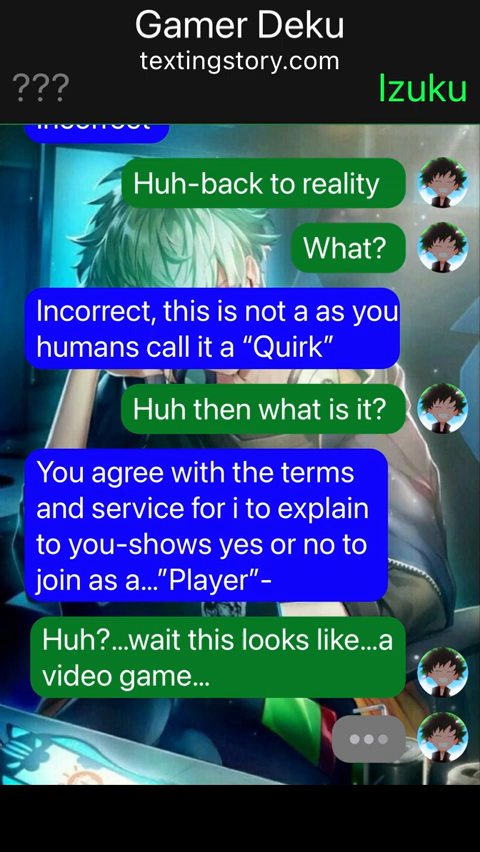 Gamer Deku
textingstory.com
???
Izuku
Incorrect
Huh-back to reality
What?
Incorrect, this is not a as you
humans call it a “Quirk”
Huh then what is it?
You agree with the terms
and service for i to explain
to you-shows yes or no to
join as a...”Player”-
Huh?...wait this looks like...a
video game...